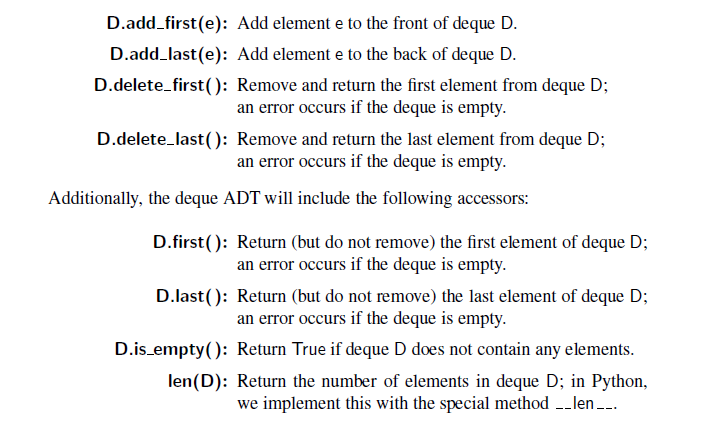 D.add_first(e): Add element e to the front of deque D.
D.add_last(e): Add element e to the back of deque D.
D.delete_first( ): Remove and return the first element from deque D;
an error occurs if the deque is empty.
D.delete_last( ): Remove and return the last element from deque D;
an error occurs if the deque is empty.
Additionally, the deque ADT will include the following accessors:
D.first( ): Return (but do not remove) the first element of deque D;
an error occurs if the deque is empty.
D.last( ): Return (but do not remove) the last element of deque D;
an error occurs if the deque is empty.
D.is_empty( ): Return True if deque D does not contain any elements.
len(D): Return the number of elements in deque D; in Python,
we implement this with the special method __len__.